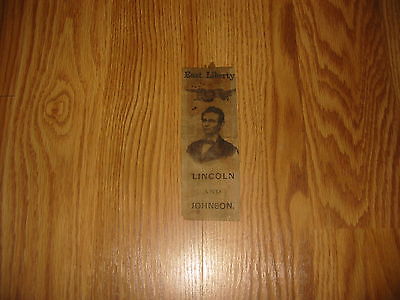 East Liberty
LINCOLN
AND
JOHNSON.